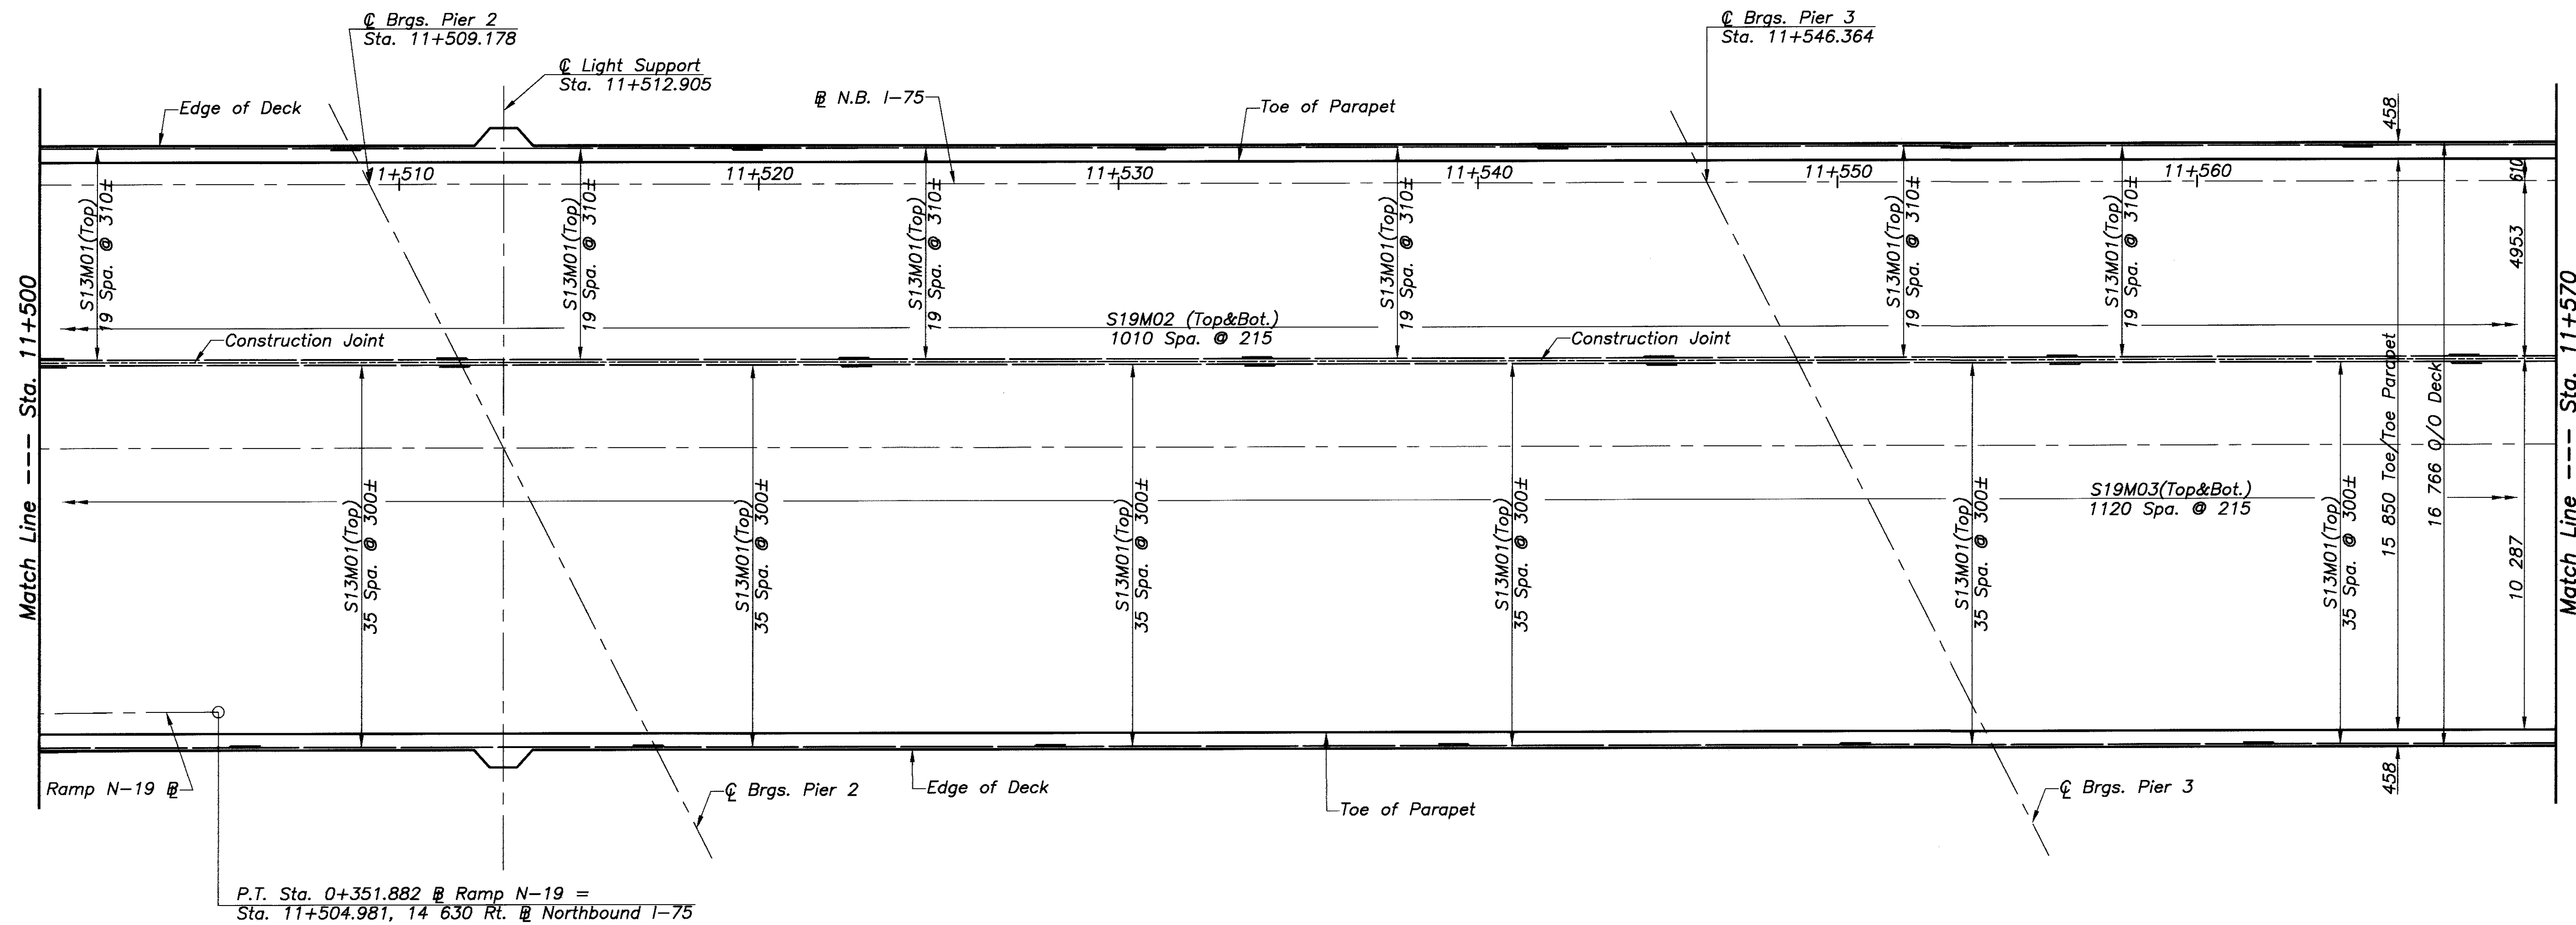 ℄ Brgs. Pier 2
Sta. 11+509.178
℄ Light Support
Sta. 11+512.905
℄ Brgs. Pier 3
Sta. 11+546.364
Edge of Deck
B̵L N.B. I-75
Toe of Parapet
458
11+510
11+520
11+530
11+540
11+550
11+560
610
S13M01(Top)
19 Spa. @ 310±
S13M01(Top)
19 Spa. @ 310±
S13M01(Top)
19 Spa. @ 310±
S13M01(Top)
19 Spa. @ 310±
S13M01(Top)
19 Spa. @ 310±
S13M01(Top)
19 Spa. @ 310±
4953
Match Line ---- Sta. 11+500
S19M02 (Top&Bot.)
1010 Spa. @ 215
Construction Joint
Construction Joint
15 850 Toe/Toe Parapet
16 766 O/O Deck
Match Line ---- Sta. 11+570
S13M01(Top)
35 Spa. @ 300±
S13M01(Top)
35 Spa. @ 300±
S13M01(Top)
35 Spa. @ 300±
S13M01(Top)
35 Spa. @ 300±
S13M01(Top)
35 Spa. @ 300±
S13M01(Top)
35 Spa. @ 300±
S19M03(Top&Bot.)
1120 Spa. @ 215
10 287
Ramp N-19 BL
℄ Brgs. Pier 2
Edge of Deck
Toe of Parapet
℄ Brgs. Pier 3
458
P.T. Sta. 0+351.882 BL Ramp N-19 =
Sta. 11+504.981, 14 630 Rt. BL Northbound I-75